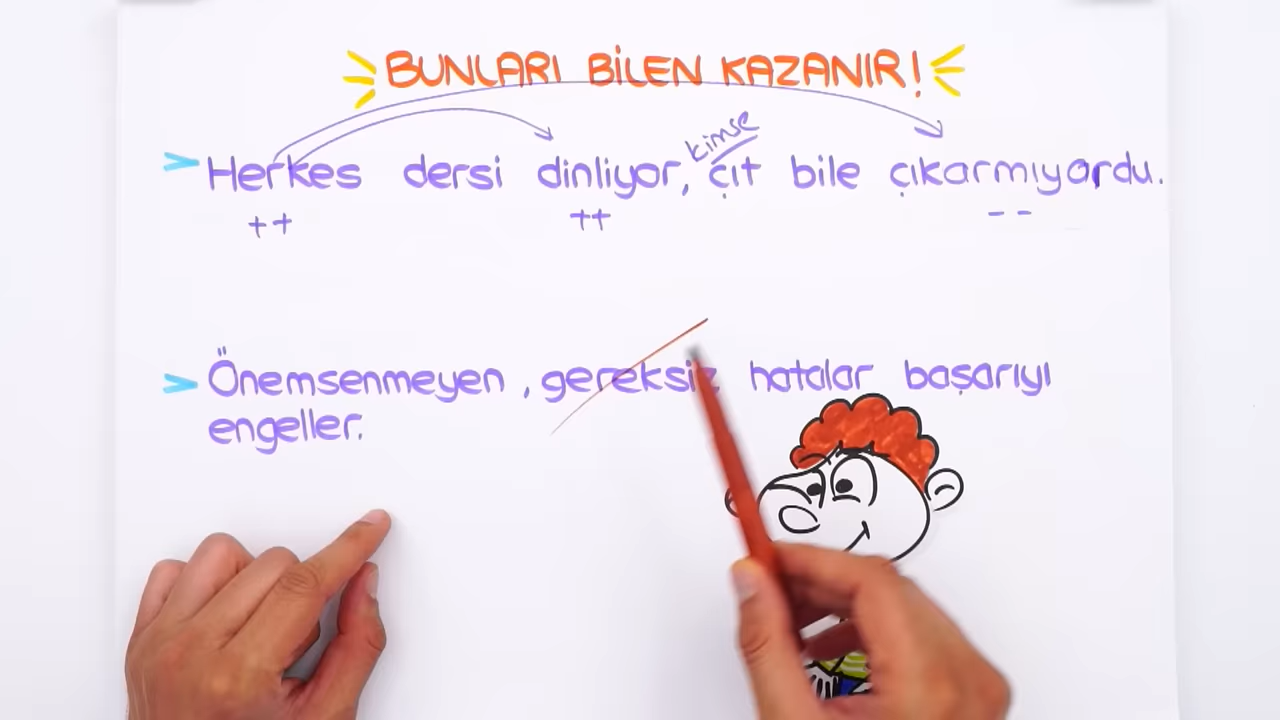 BUNLARI BİLEN KAZANIR!
kimse
> Herkes dersi dinliyor, çıt bile çıkarmıyordu.
++ ++ --
> Önemsenmeyen, gereksiz hatalar başarıyı
engeller.